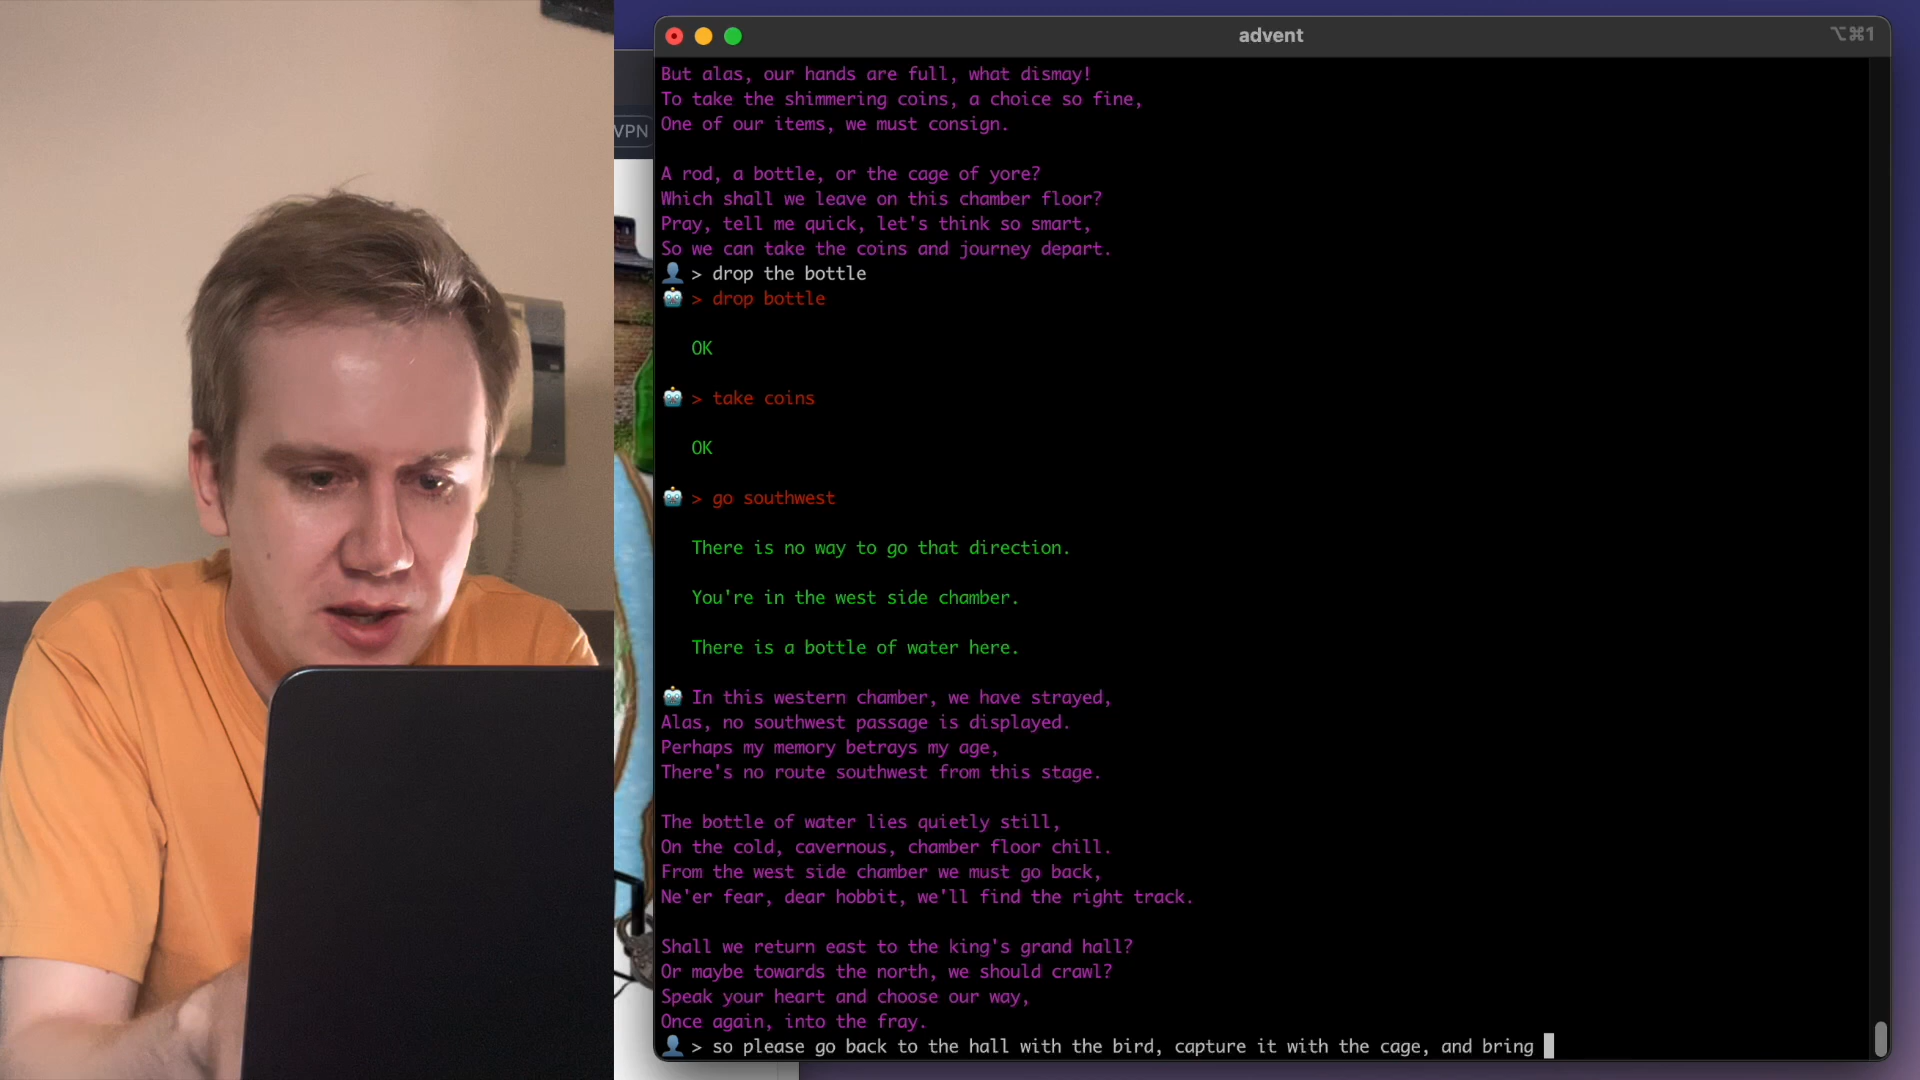 advent
⌥⌘1
VPN
But alas, our hands are full, what dismay!
To take the shimmering coins, a choice so fine,
One of our items, we must consign.
A rod, a bottle, or the cage of yore?
Which shall we leave on this chamber floor?
Pray, tell me quick, let's think so smart,
So we can take the coins and journey depart.
> drop the bottle
> drop bottle
OK
> take coins
OK
> go southwest
There is no way to go that direction.
You're in the west side chamber.
There is a bottle of water here.
In this western chamber, we have strayed,
Alas, no southwest passage is displayed.
Perhaps my memory betrays my age,
There's no route southwest from this stage.
The bottle of water lies quietly still,
On the cold, cavernous, chamber floor chill.
From the west side chamber we must go back,
Ne'er fear, dear hobbit, we'll find the right track.
Shall we return east to the king's grand hall?
Or maybe towards the north, we should crawl?
Speak your heart and choose our way,
Once again, into the fray.
> so please go back to the hall with the bird, capture it with the cage, and bring